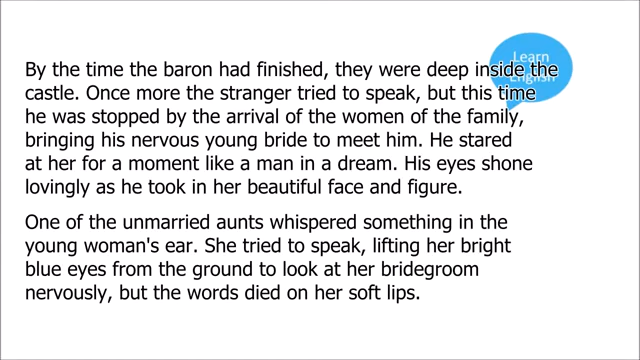 Learn
English
By the time the baron had finished, they were deep inside the
castle. Once more the stranger tried to speak, but this time
he was stopped by the arrival of the women of the family,
bringing his nervous young bride to meet him. He stared
at her for a moment like a man in a dream. His eyes shone
lovingly as he took in her beautiful face and figure.
One of the unmarried aunts whispered something in the
young woman's ear. She tried to speak, lifting her bright
blue eyes from the ground to look at her bridegroom
nervously, but the words died on her soft lips.